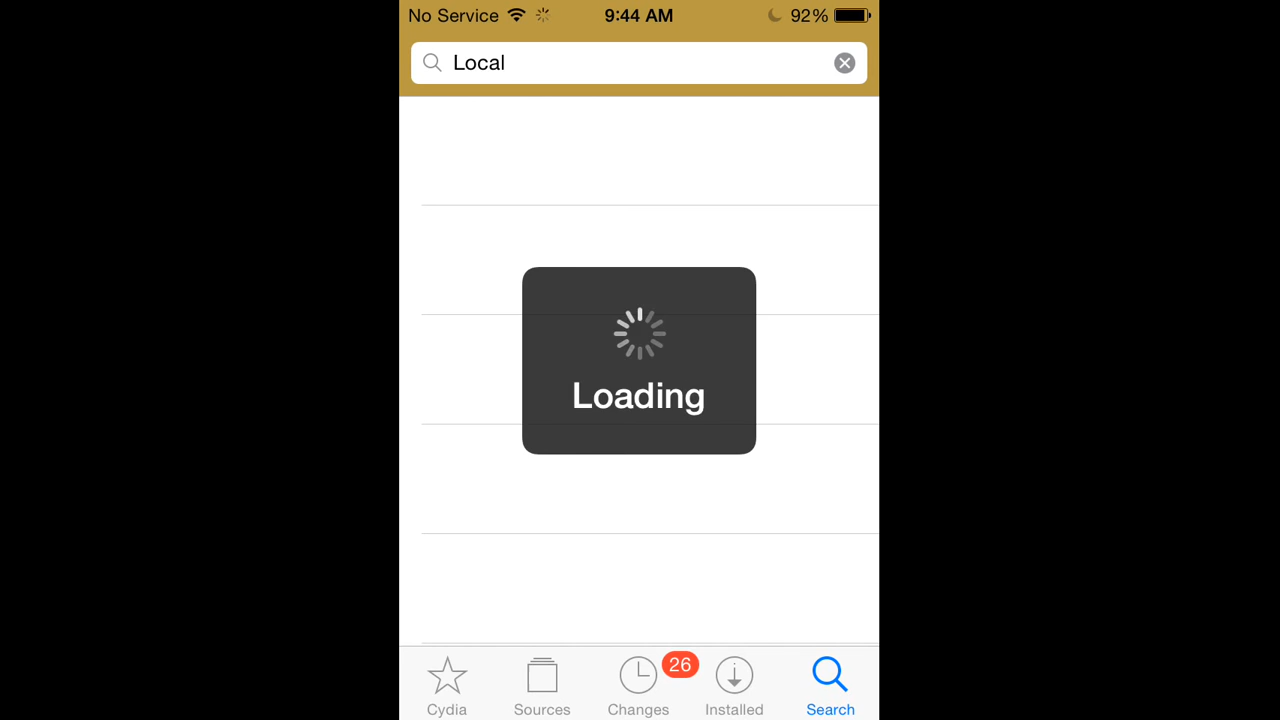 No Service 9:44 AM 92%
Local
Loading
26
Cydia Sources Changes Installed Search